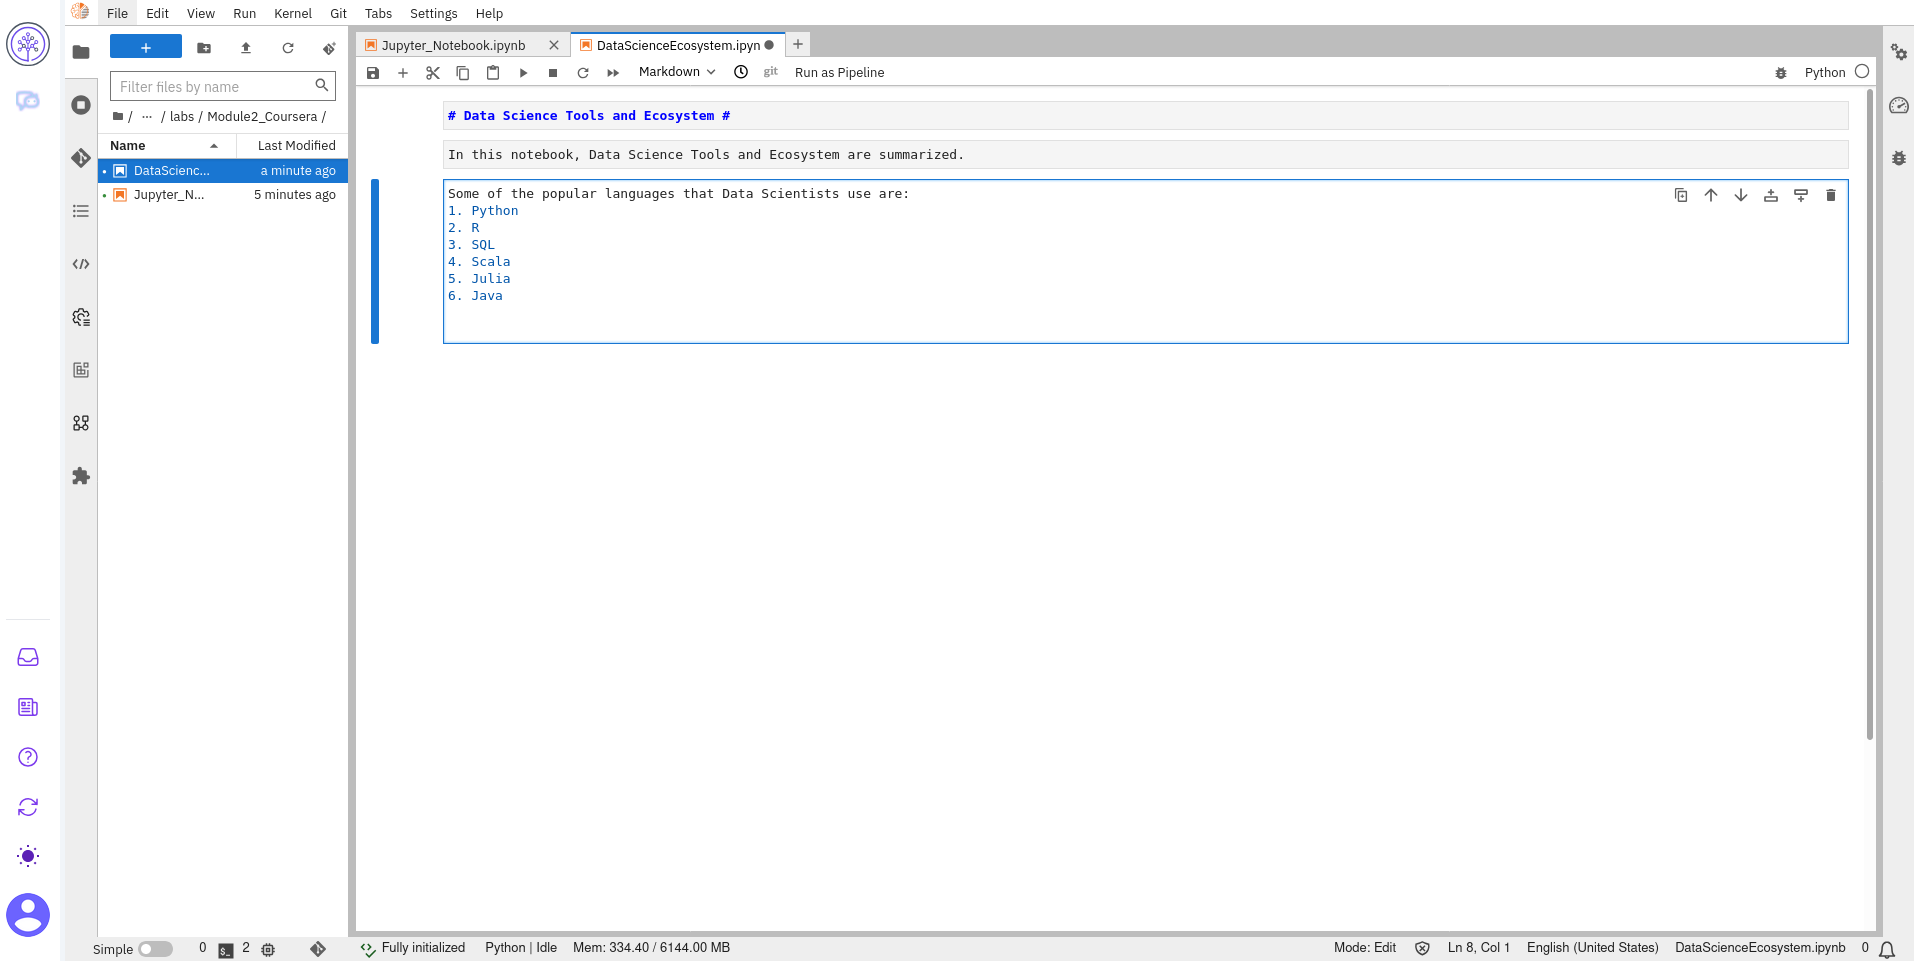 File Edit View Run Kernel Git Tabs Settings Help
+
Filter files by name
/ ... / labs / Module2_Coursera /
Name Last Modified
DataScienc... a minute ago
Jupyter_N... 5 minutes ago
Jupyter_Notebook.ipynb
DataScienceEcosystem.ipyn
Markdown git Run as Pipeline Python
# Data Science Tools and Ecosystem #
In this notebook, Data Science Tools and Ecosystem are summarized.
Some of the popular languages that Data Scientists use are:
1. Python
2. R
3. SQL
4. Scala
5. Julia
6. Java
Simple 0 2 Fully initialized Python | Idle Mem: 334.40 / 6144.00 MB Mode: Edit Ln 8, Col 1 English (United States) DataScienceEcosystem.ipynb 0